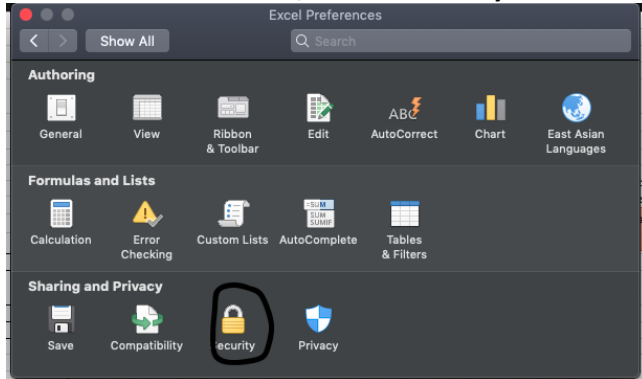 Excel Preferences
Show All
Search
Authoring
General View Ribbon & Toolbar Edit AutoCorrect Chart East Asian Languages
ABC
Formulas and Lists
=SUM
SUM
SUMIF
Calculation Error Checking Custom Lists AutoComplete Tables & Filters
Sharing and Privacy
Save Compatibility Security Privacy